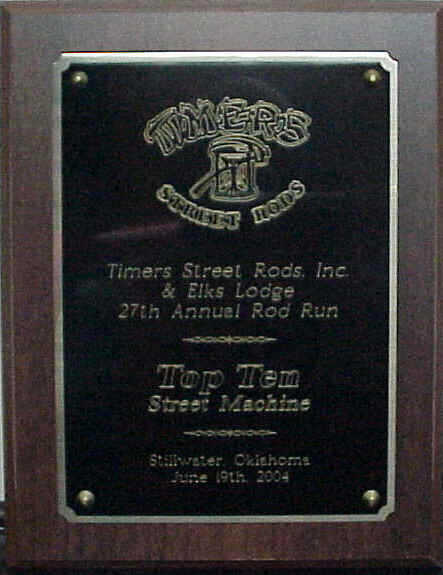 TIMERS
STREET RODS
Timers Street Rods, Inc.
& Elks Lodge
27th Annual Rod Run
Top Ten
Street Machine
Stillwater, Oklahoma
June 19th, 2004